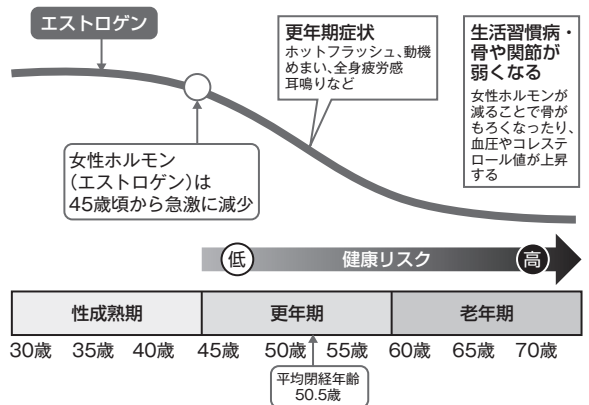 エストロゲン
更年期症状
ホットフラッシュ、動機
めまい、全身疲労感
耳鳴りなど
生活習慣病・
骨や関節が
弱くなる
女性ホルモンが
減ることで骨が
もろくなったり、
血圧やコレステ
ロール値が上昇
する
女性ホルモン
（エストロゲン）は
45歳頃から急激に減少
低 健康リスク 高
性成熟期 更年期 老年期
30歳 35歳 40歳 45歳 50歳 55歳 60歳 65歳 70歳
平均閉経年齢
50.5歳